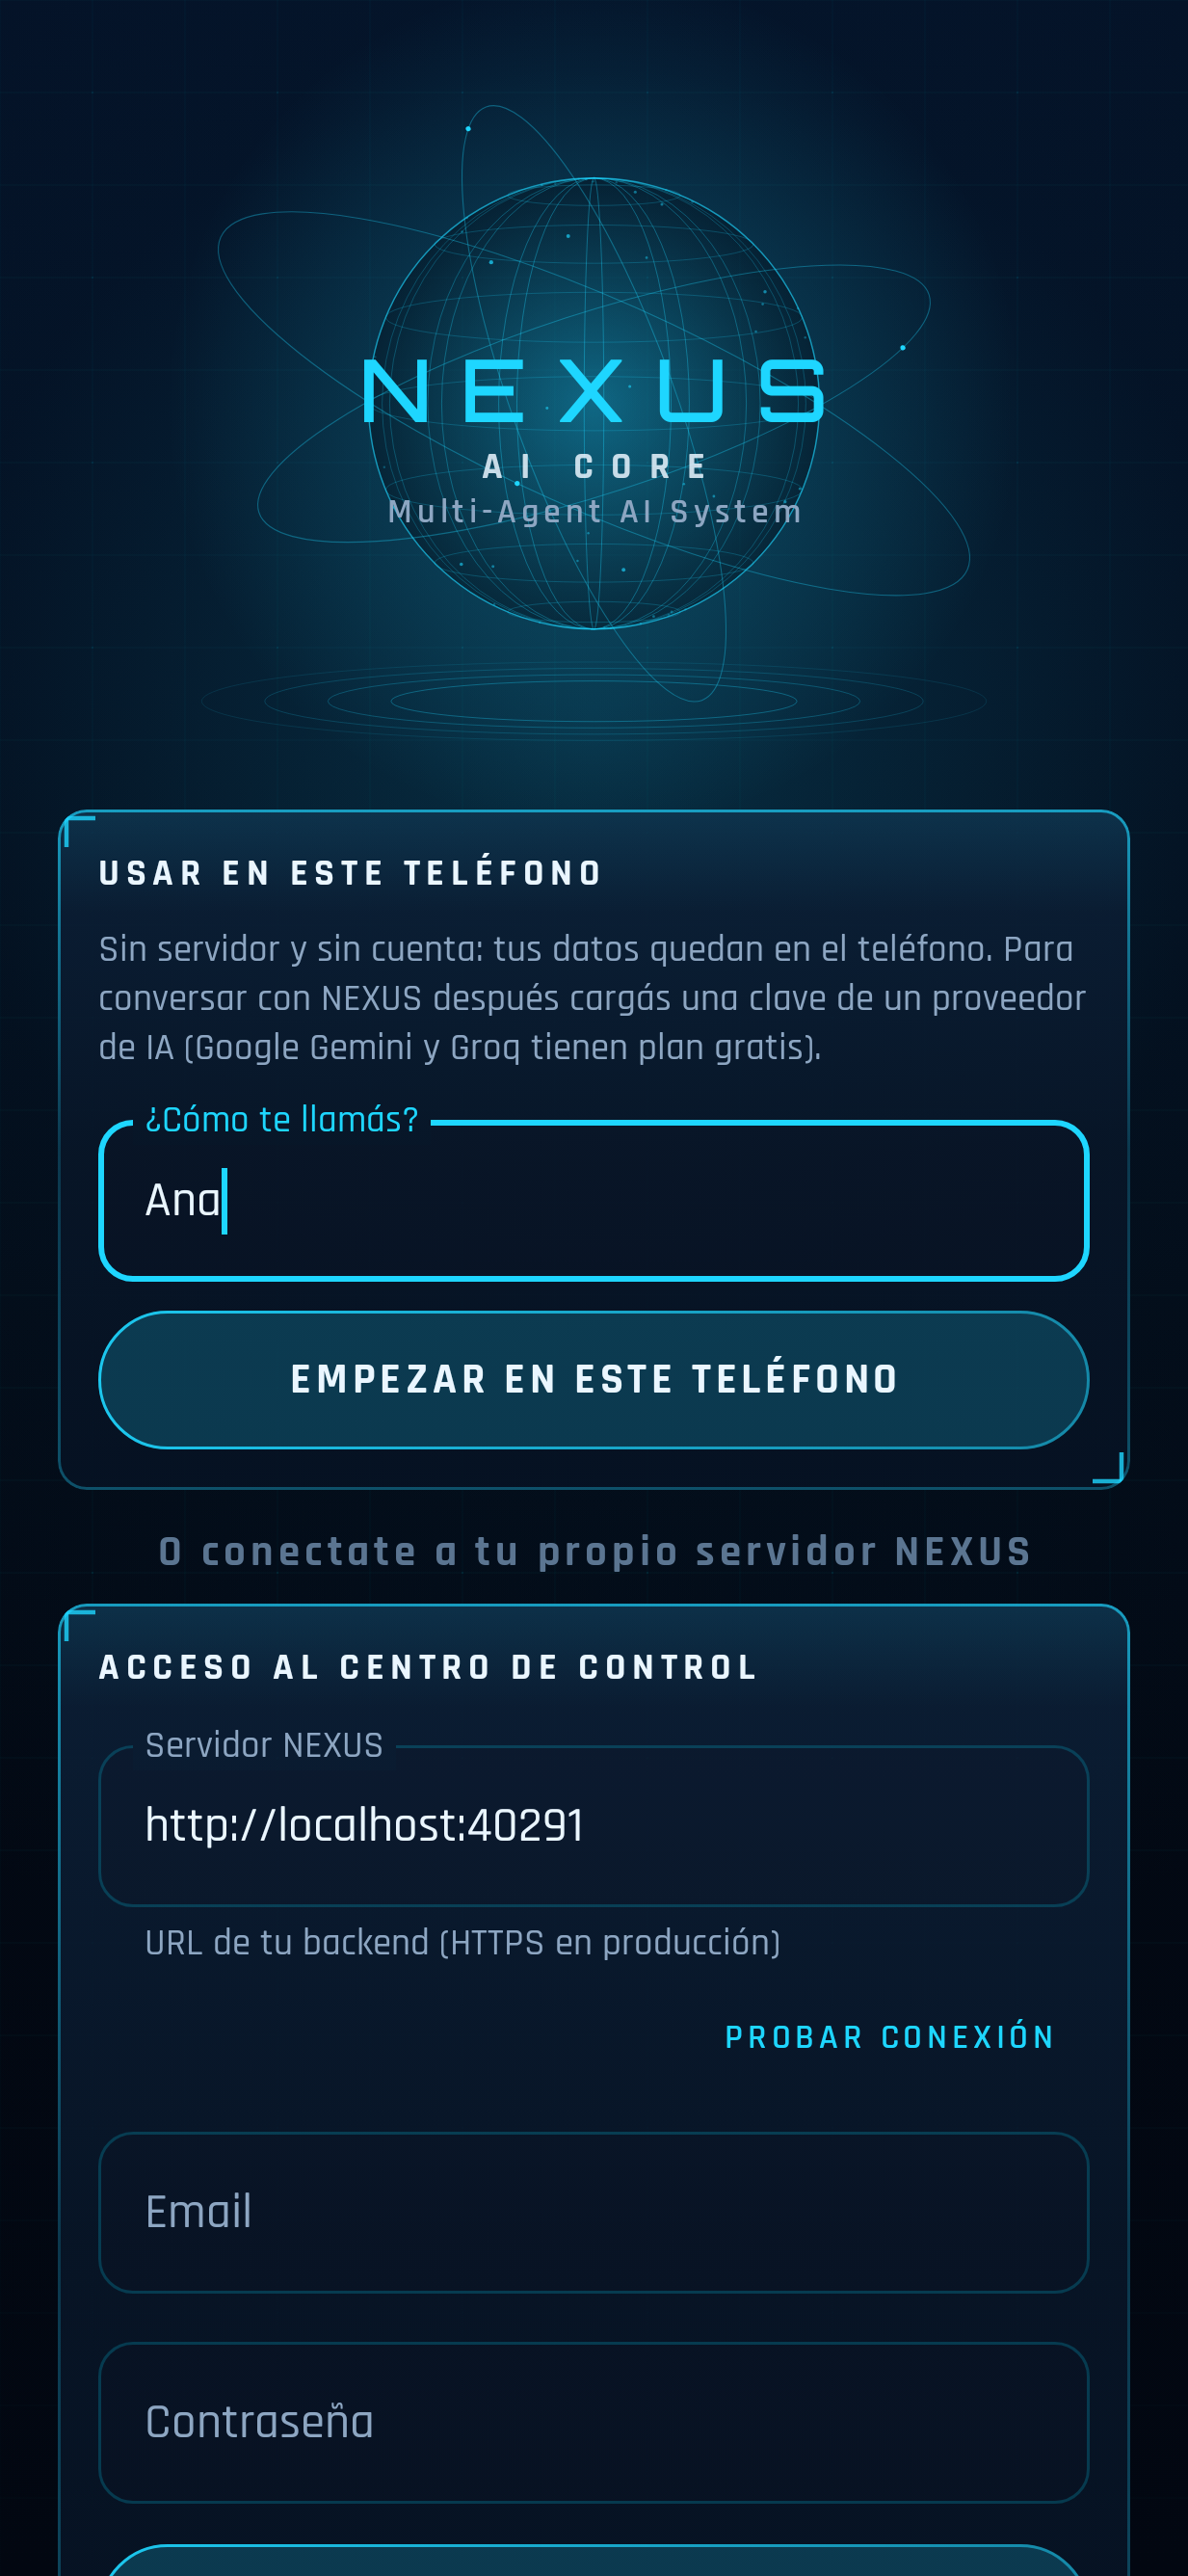 NEXUS
AI CORE
Multi-Agent AI System
USAR EN ESTE TELÉFONO
Sin servidor y sin cuenta: tus datos quedan en el teléfono. Para
conversar con NEXUS después cargás una clave de un proveedor
de IA (Google Gemini y Groq tienen plan gratis).
¿Cómo te llamás?
Ana
EMPEZAR EN ESTE TELÉFONO
O conectate a tu propio servidor NEXUS
ACCESO AL CENTRO DE CONTROL
Servidor NEXUS
http://localhost:40291
URL de tu backend (HTTPS en producción)
PROBAR CONEXIÓN
Email
Contraseña